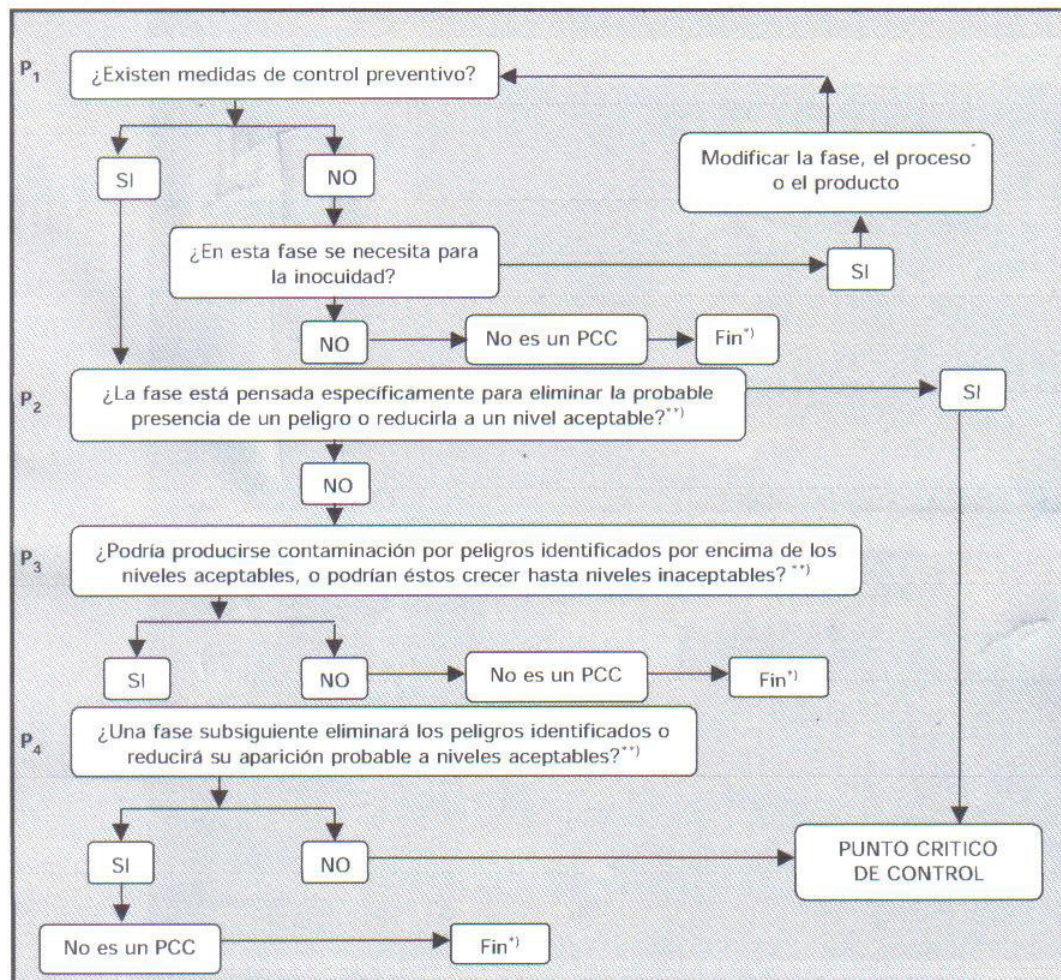 P1
¿Existen medidas de control preventivo?
SI
NO
Modificar la fase, el proceso
o el producto
¿En esta fase se necesita para
la inocuidad?
SI
NO
No es un PCC
Fin*)
P2
¿La fase está pensada específicamente para eliminar la probable
presencia de un peligro o reducirla a un nivel aceptable?**)
SI
NO
P3
¿Podría producirse contaminación por peligros identificados por encima de los
niveles aceptables, o podrían éstos crecer hasta niveles inaceptables?**)
SI
NO
No es un PCC
Fin*)
P4
¿Una fase subsiguiente eliminará los peligros identificados o
reducirá su aparición probable a niveles aceptables?**)
SI
NO
PUNTO CRITICO
DE CONTROL
No es un PCC
Fin*)